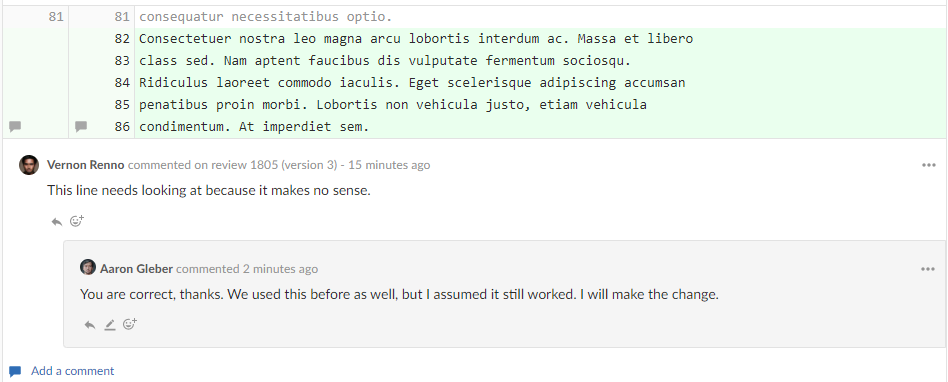 81 81 consequatur necessitatibus optio.
82 Consectetuer nostra leo magna arcu lobortis interdum ac. Massa et libero
83 class sed. Nam aptent faucibus dis vulputate fermentum sociosqu.
84 Ridiculus laoreet commodo iaculis. Eget scelerisque adipiscing accumsan
85 penatibus proin morbi. Lobortis non vehicula justo, etiam vehicula
86 condimentum. At imperdiet sem.
Vernon Renno commented on review 1805 (version 3) - 15 minutes ago
This line needs looking at because it makes no sense.
Aaron Gleber commented 2 minutes ago
You are correct, thanks. We used this before as well, but I assumed it still worked. I will make the change.
Add a comment